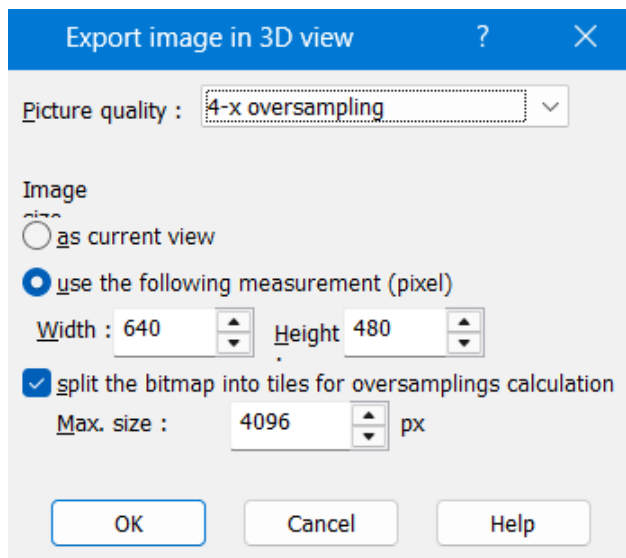 Export image in 3D view ? ×
Picture quality : 4-x oversampling
Image
as current view
use the following measurement (pixel)
Width : 640 Height 480
split the bitmap into tiles for oversamplings calculation
Max. size : 4096 px
OK Cancel Help